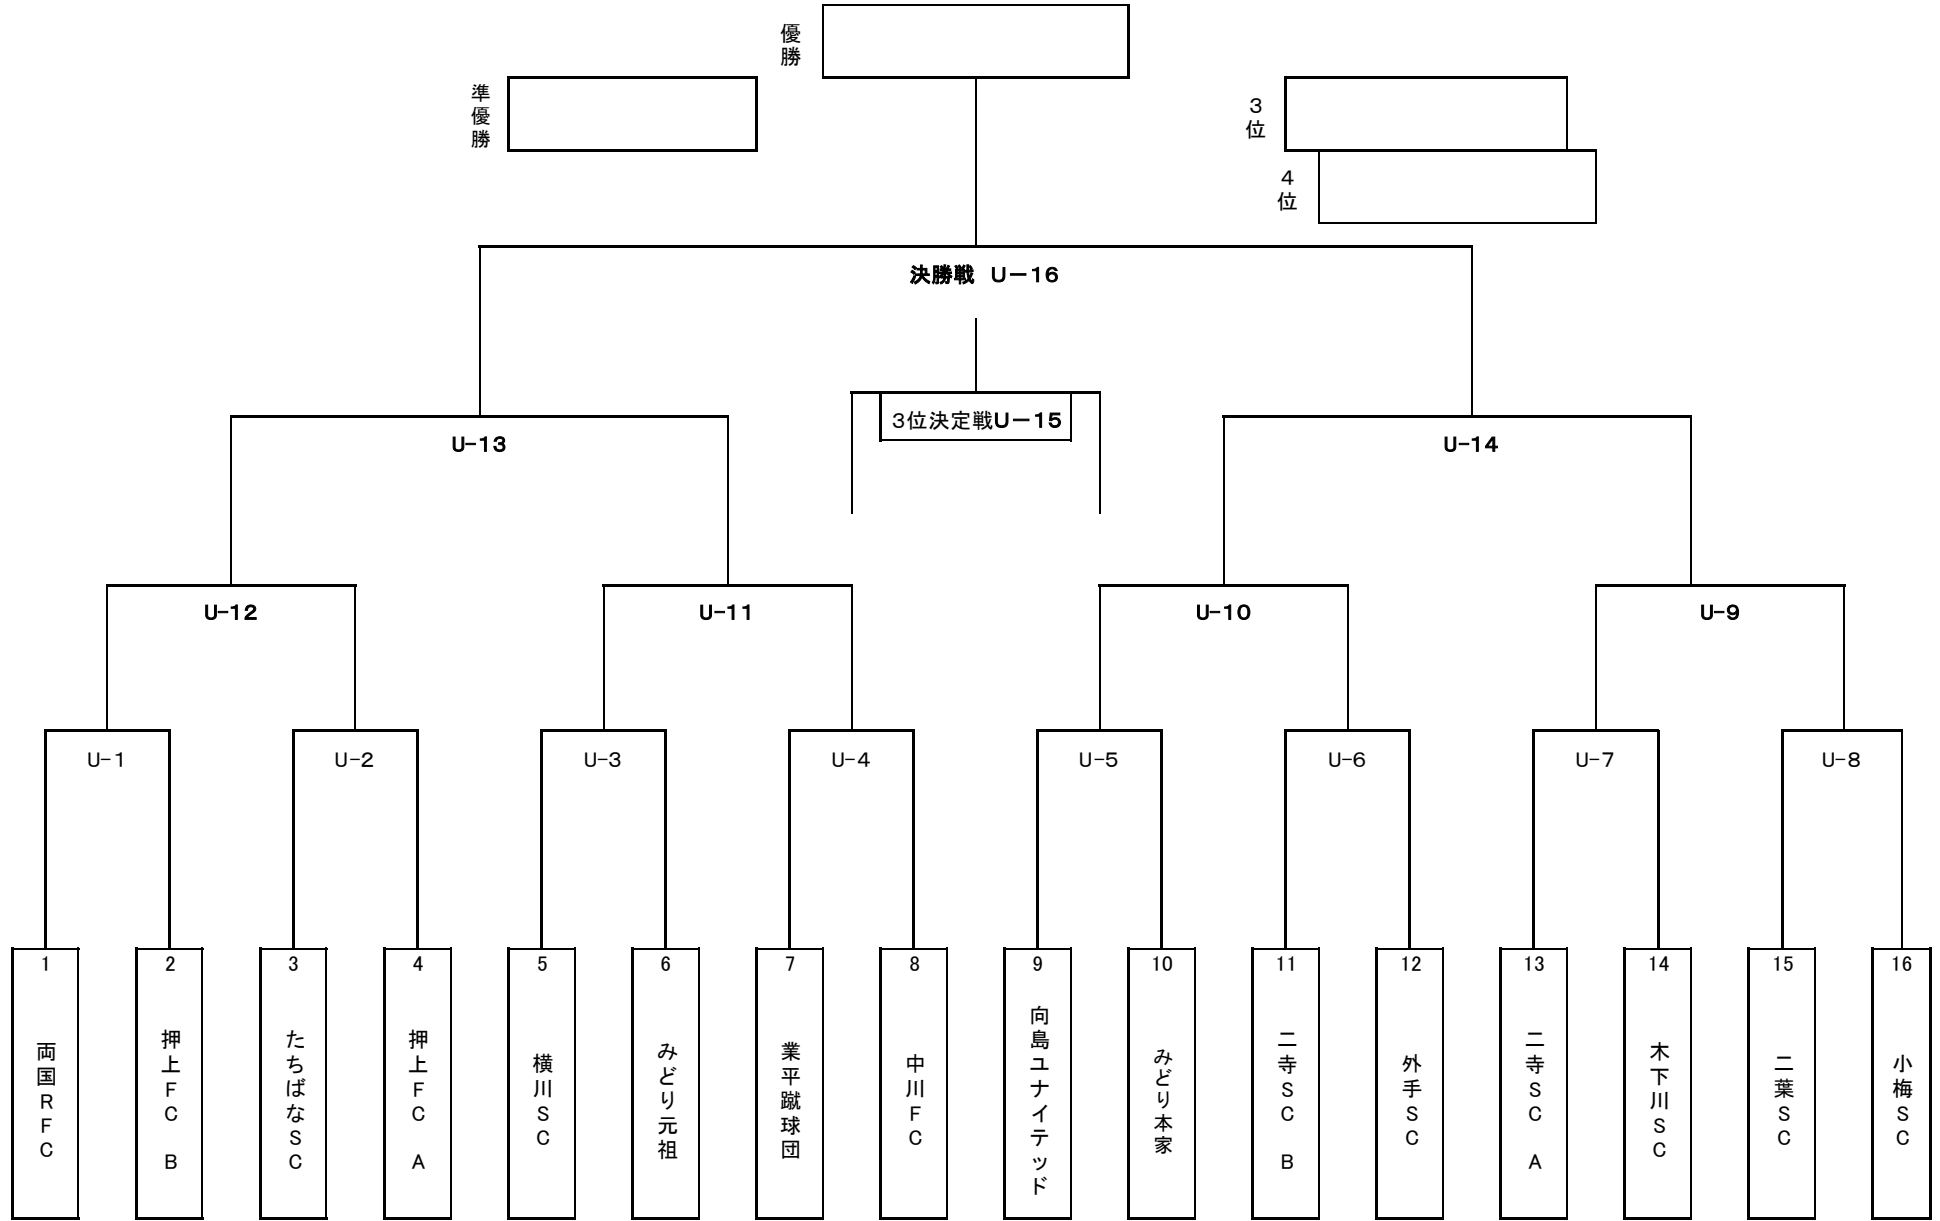 優勝
準優勝
3位
4位
決勝戦　U－16
3位決定戦U－15
U-13
U-14
U-12
U-11
U-10
U-9
U-1
U-2
U-3
U-4
U-5
U-6
U-7
U-8
1
2
3
4
5
6
7
8
9
10
11
12
13
14
15
16
両国RFC
押上FC　B
たちばなSC
押上FC　A
横川SC
みどり元祖
業平蹴球団
中川FC
向島ユナイテッド
みどり本家
二寺SC　B
外手SC
二寺SC　A
木下川SC
二葉SC
小梅SC